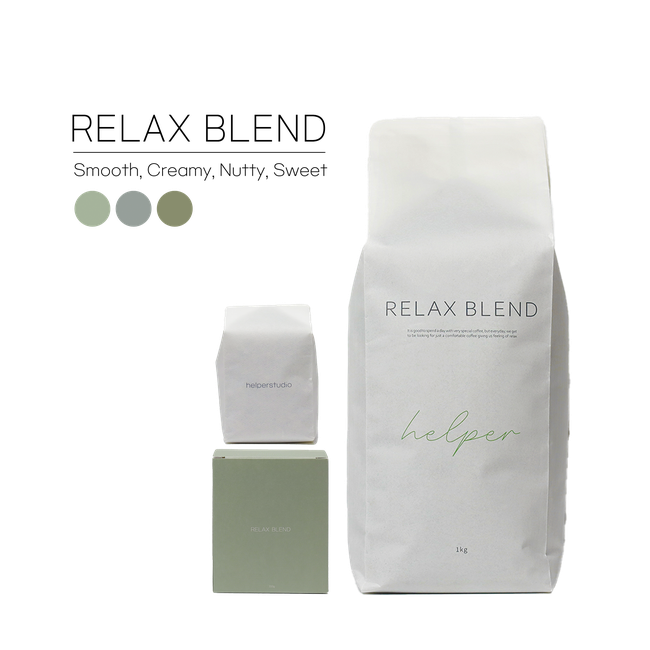 RELAX BLEND
Smooth, Creamy, Nutty, Sweet
RELAX BLEND
helper
1kg
helperstudio
RELAX BLEND